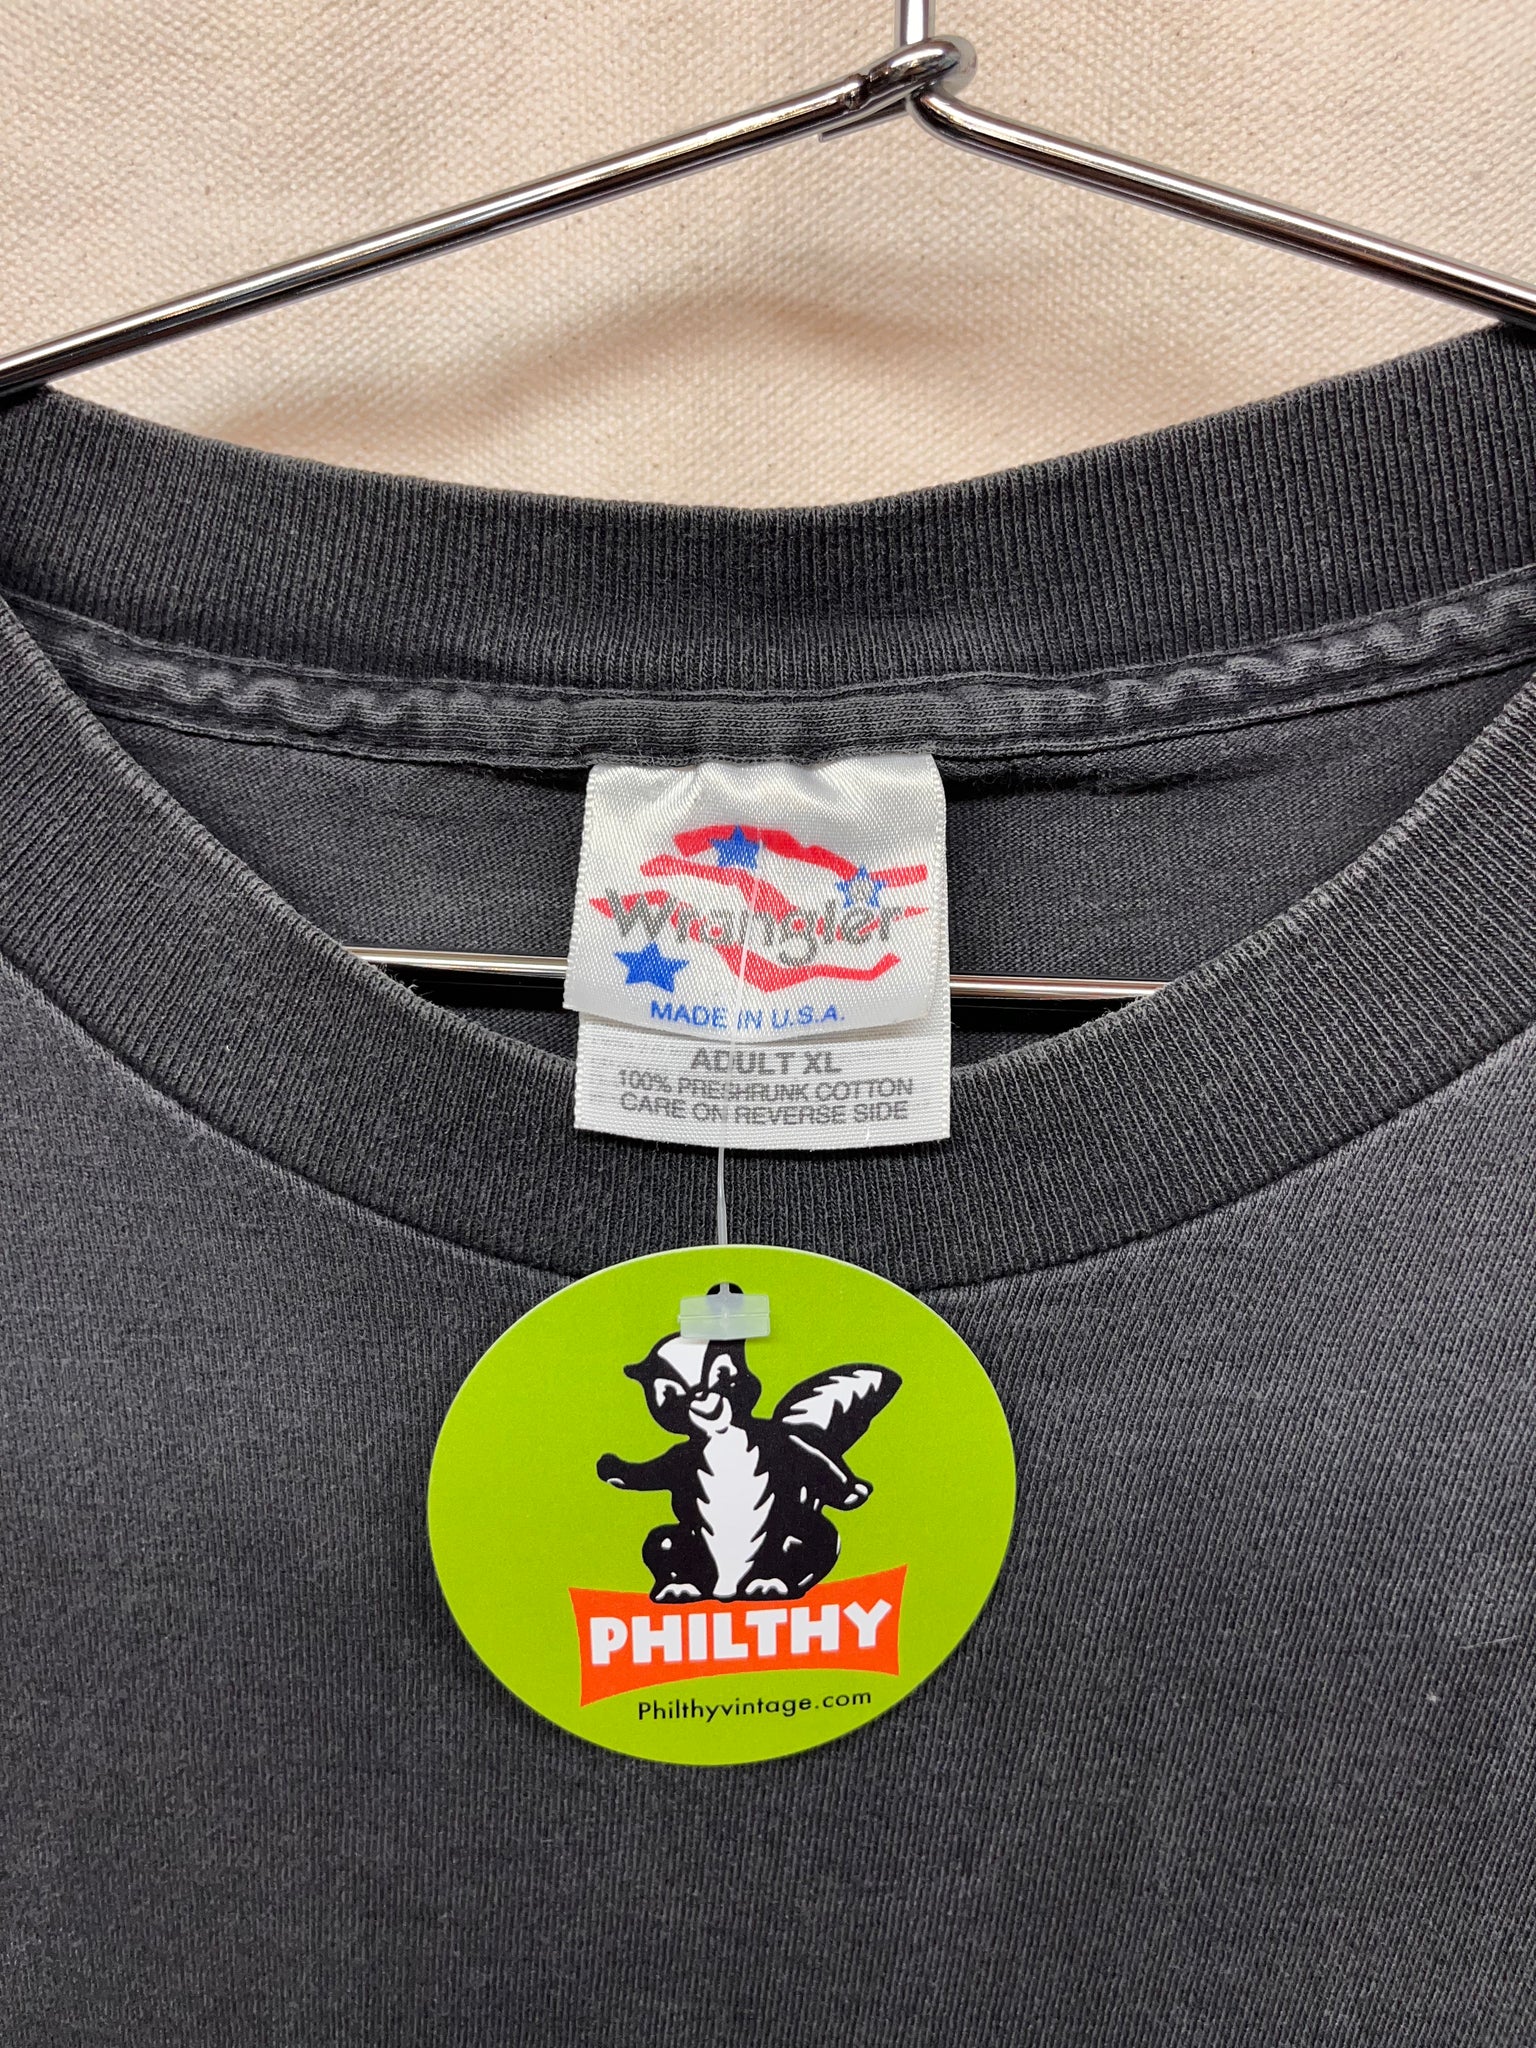 Wrangler
MADE IN U.S.A.
ADULT XL
100% PRESHRUNK COTTON
CARE ON REVERSE SIDE
PHILTHY
Philthyvintage.com